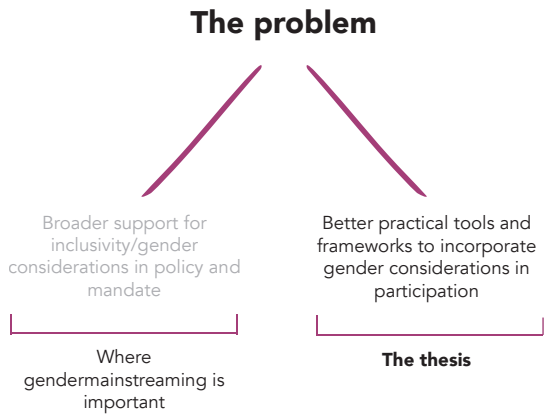 The problem
Broader support for
inclusivity/gender
considerations in policy and
mandate
Better practical tools and
frameworks to incorporate
gender considerations in
participation
Where
gendermainstreaming is
important
The thesis